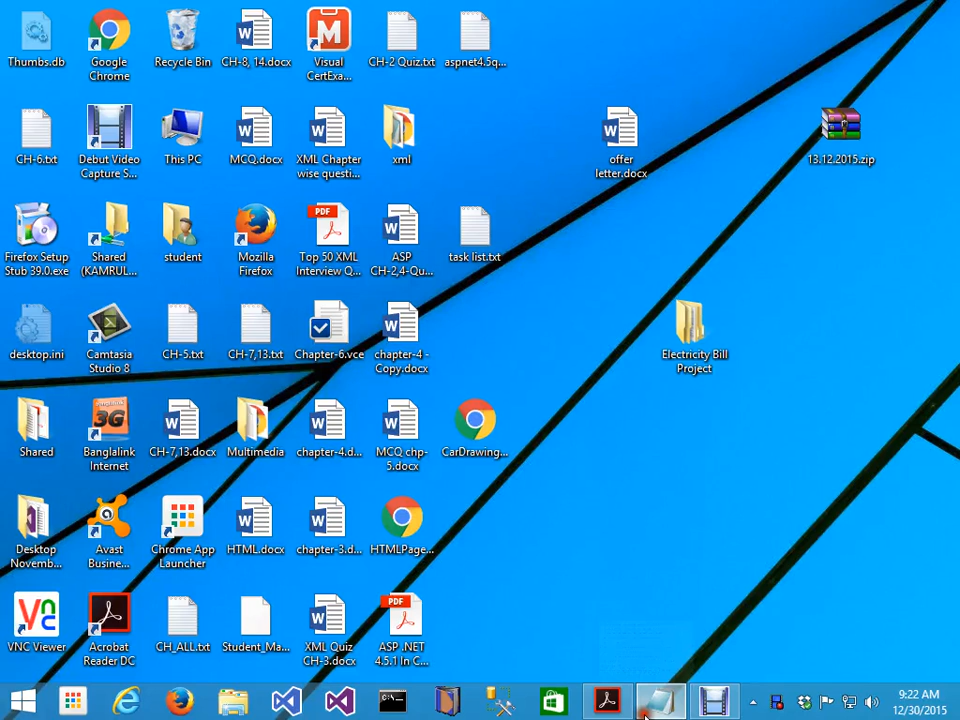 Thumbs.db
Google
Chrome
Recycle Bin
CH-8, 14.docx
Visual
CertExa...
CH-2 Quiz.txt
aspnet4.5q...
CH-6.txt
Debut Video
Capture S...
This PC
MCQ.docx
XML Chapter
wise questi...
xml
offer
letter.docx
13.12.2015.zip
Firefox Setup
Stub 39.0.exe
Shared
(KAMRUL...
student
Mozilla
Firefox
PDF
Top 50 XML
Interview Q...
ASP
CH-2,4-Qu...
task list.txt
desktop.ini
Camtasia
Studio 8
CH-5.txt
CH-7,13.txt
Chapter-6.vce
chapter-4 -
Copy.docx
Electricity Bill
Project
Shared
banglalink
3G
Banglalink
Internet
CH-7,13.docx
Multimedia
chapter-4.d...
MCQ chp-
5.docx
CarDrawing...
Desktop
Novemb...
Avast
Busine...
Chrome App
Launcher
HTML.docx
chapter-3.d...
HTMLPage...
VNC Viewer
Acrobat
Reader DC
CH_ALL.txt
Student_Ma...
XML Quiz
CH-3.docx
PDF
ASP .NET
4.5.1 In C...
9:22 AM
12/30/2015